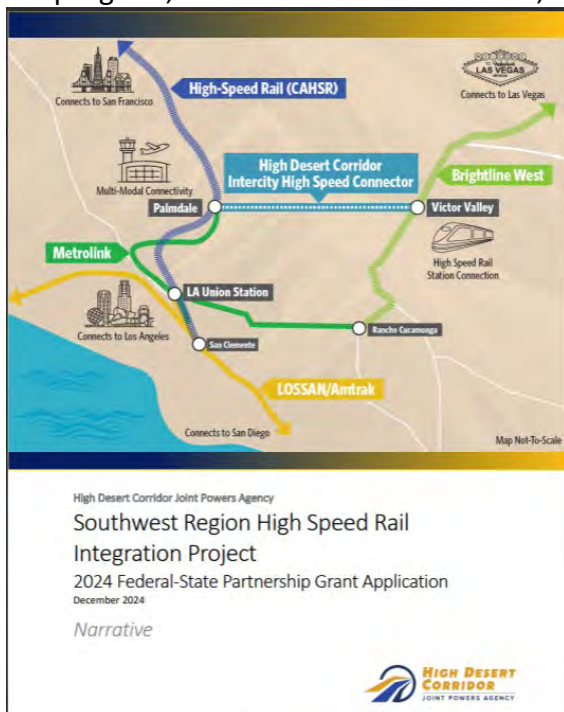 High-Speed Rail (CAHSR)
Connects to San Francisco
LAS VEGAS
Connects to Las Vegas
Multi-Modal Connectivity
High Desert Corridor
Intercity High Speed Connector
Brightline West
Palmdale
Victor Valley
Metrolink
High Speed Rail
Station Connection
LA Union Station
Connects to Los Angeles
San Clemente
Rancho Cucamonga
LOSSAN/Amtrak
Connects to San Diego
Map Not-To-Scale
High Desert Corridor Joint Powers Agency
Southwest Region High Speed Rail
Integration Project
2024 Federal-State Partnership Grant Application
December 2024
Narrative
HIGH DESERT
CORRIDOR
JOINT POWERS AGENCY